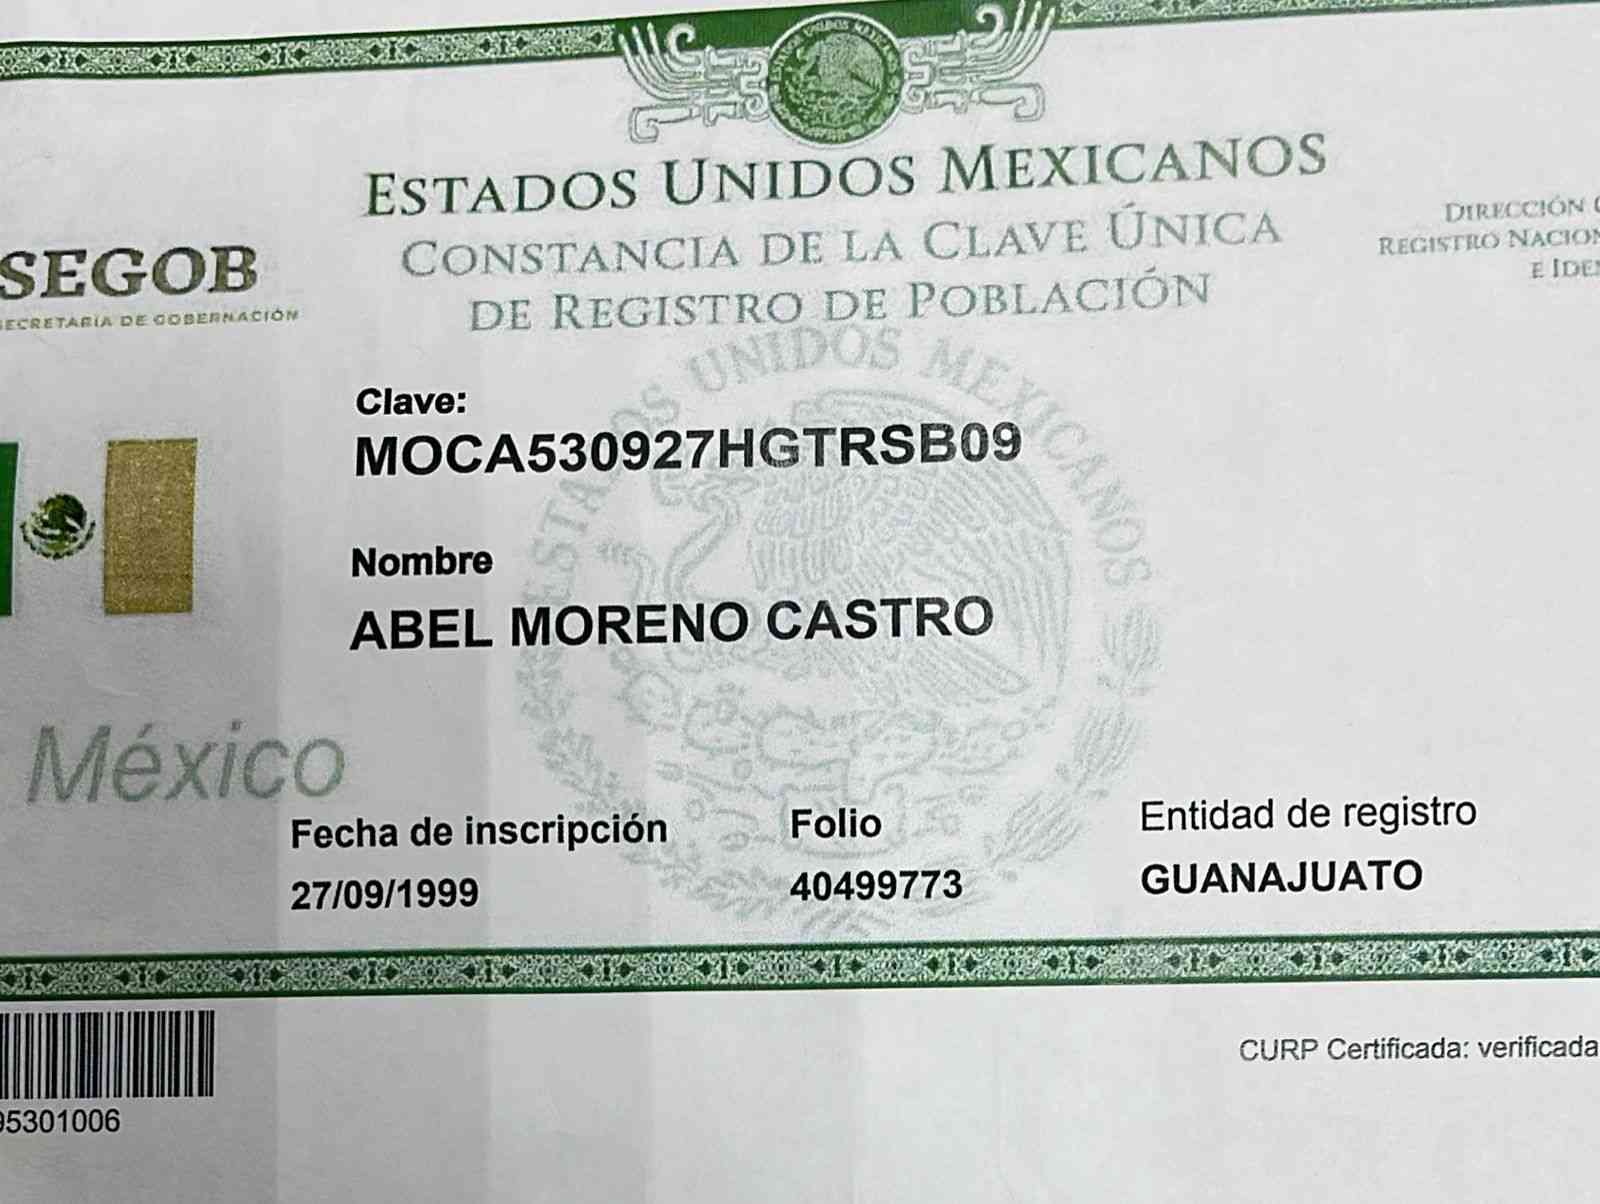 ESTADOS UNIDOS MEXICANOS
CONSTANCIA DE LA CLAVE ÚNICA
DE REGISTRO DE POBLACIÓN
SEGOB
SECRETARÍA DE GOBERNACIÓN
DIRECCIÓN
REGISTRO
E
ESTADOS UNIDOS MEXICANOS
Clave:
MOCA530927HGTRSB09
Nombre
ABEL MORENO CASTRO
México
Fecha de inscripción
27/09/1999
Folio
40499773
Entidad de registro
GUANAJUATO
95301006
CURP Certificada: verificada